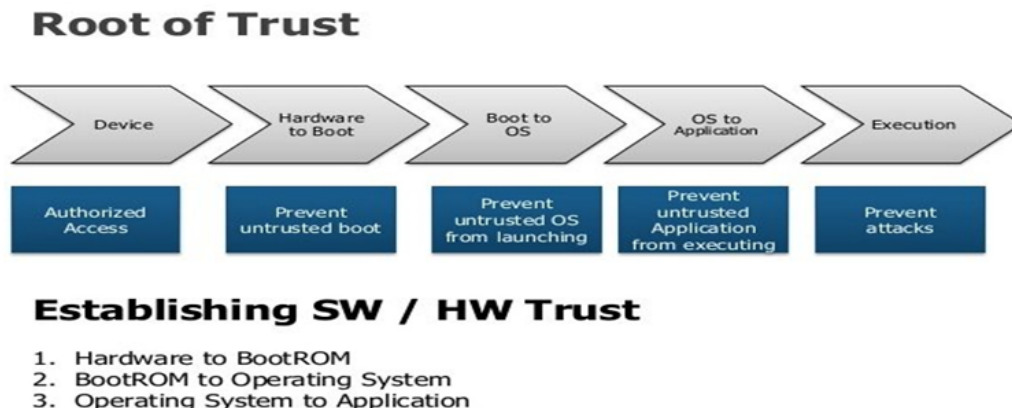 Root of Trust
Device
Hardware
to Boot
Boot to
OS
OS to
Application
Execution
Authorized
Access
Prevent
untrusted boot
Prevent
untrusted OS
from launching
Prevent
untrusted
Application
from executing
Prevent
attacks
Establishing SW / HW Trust
1. Hardware to BootROM
2. BootROM to Operating System
3. Operating System to Application